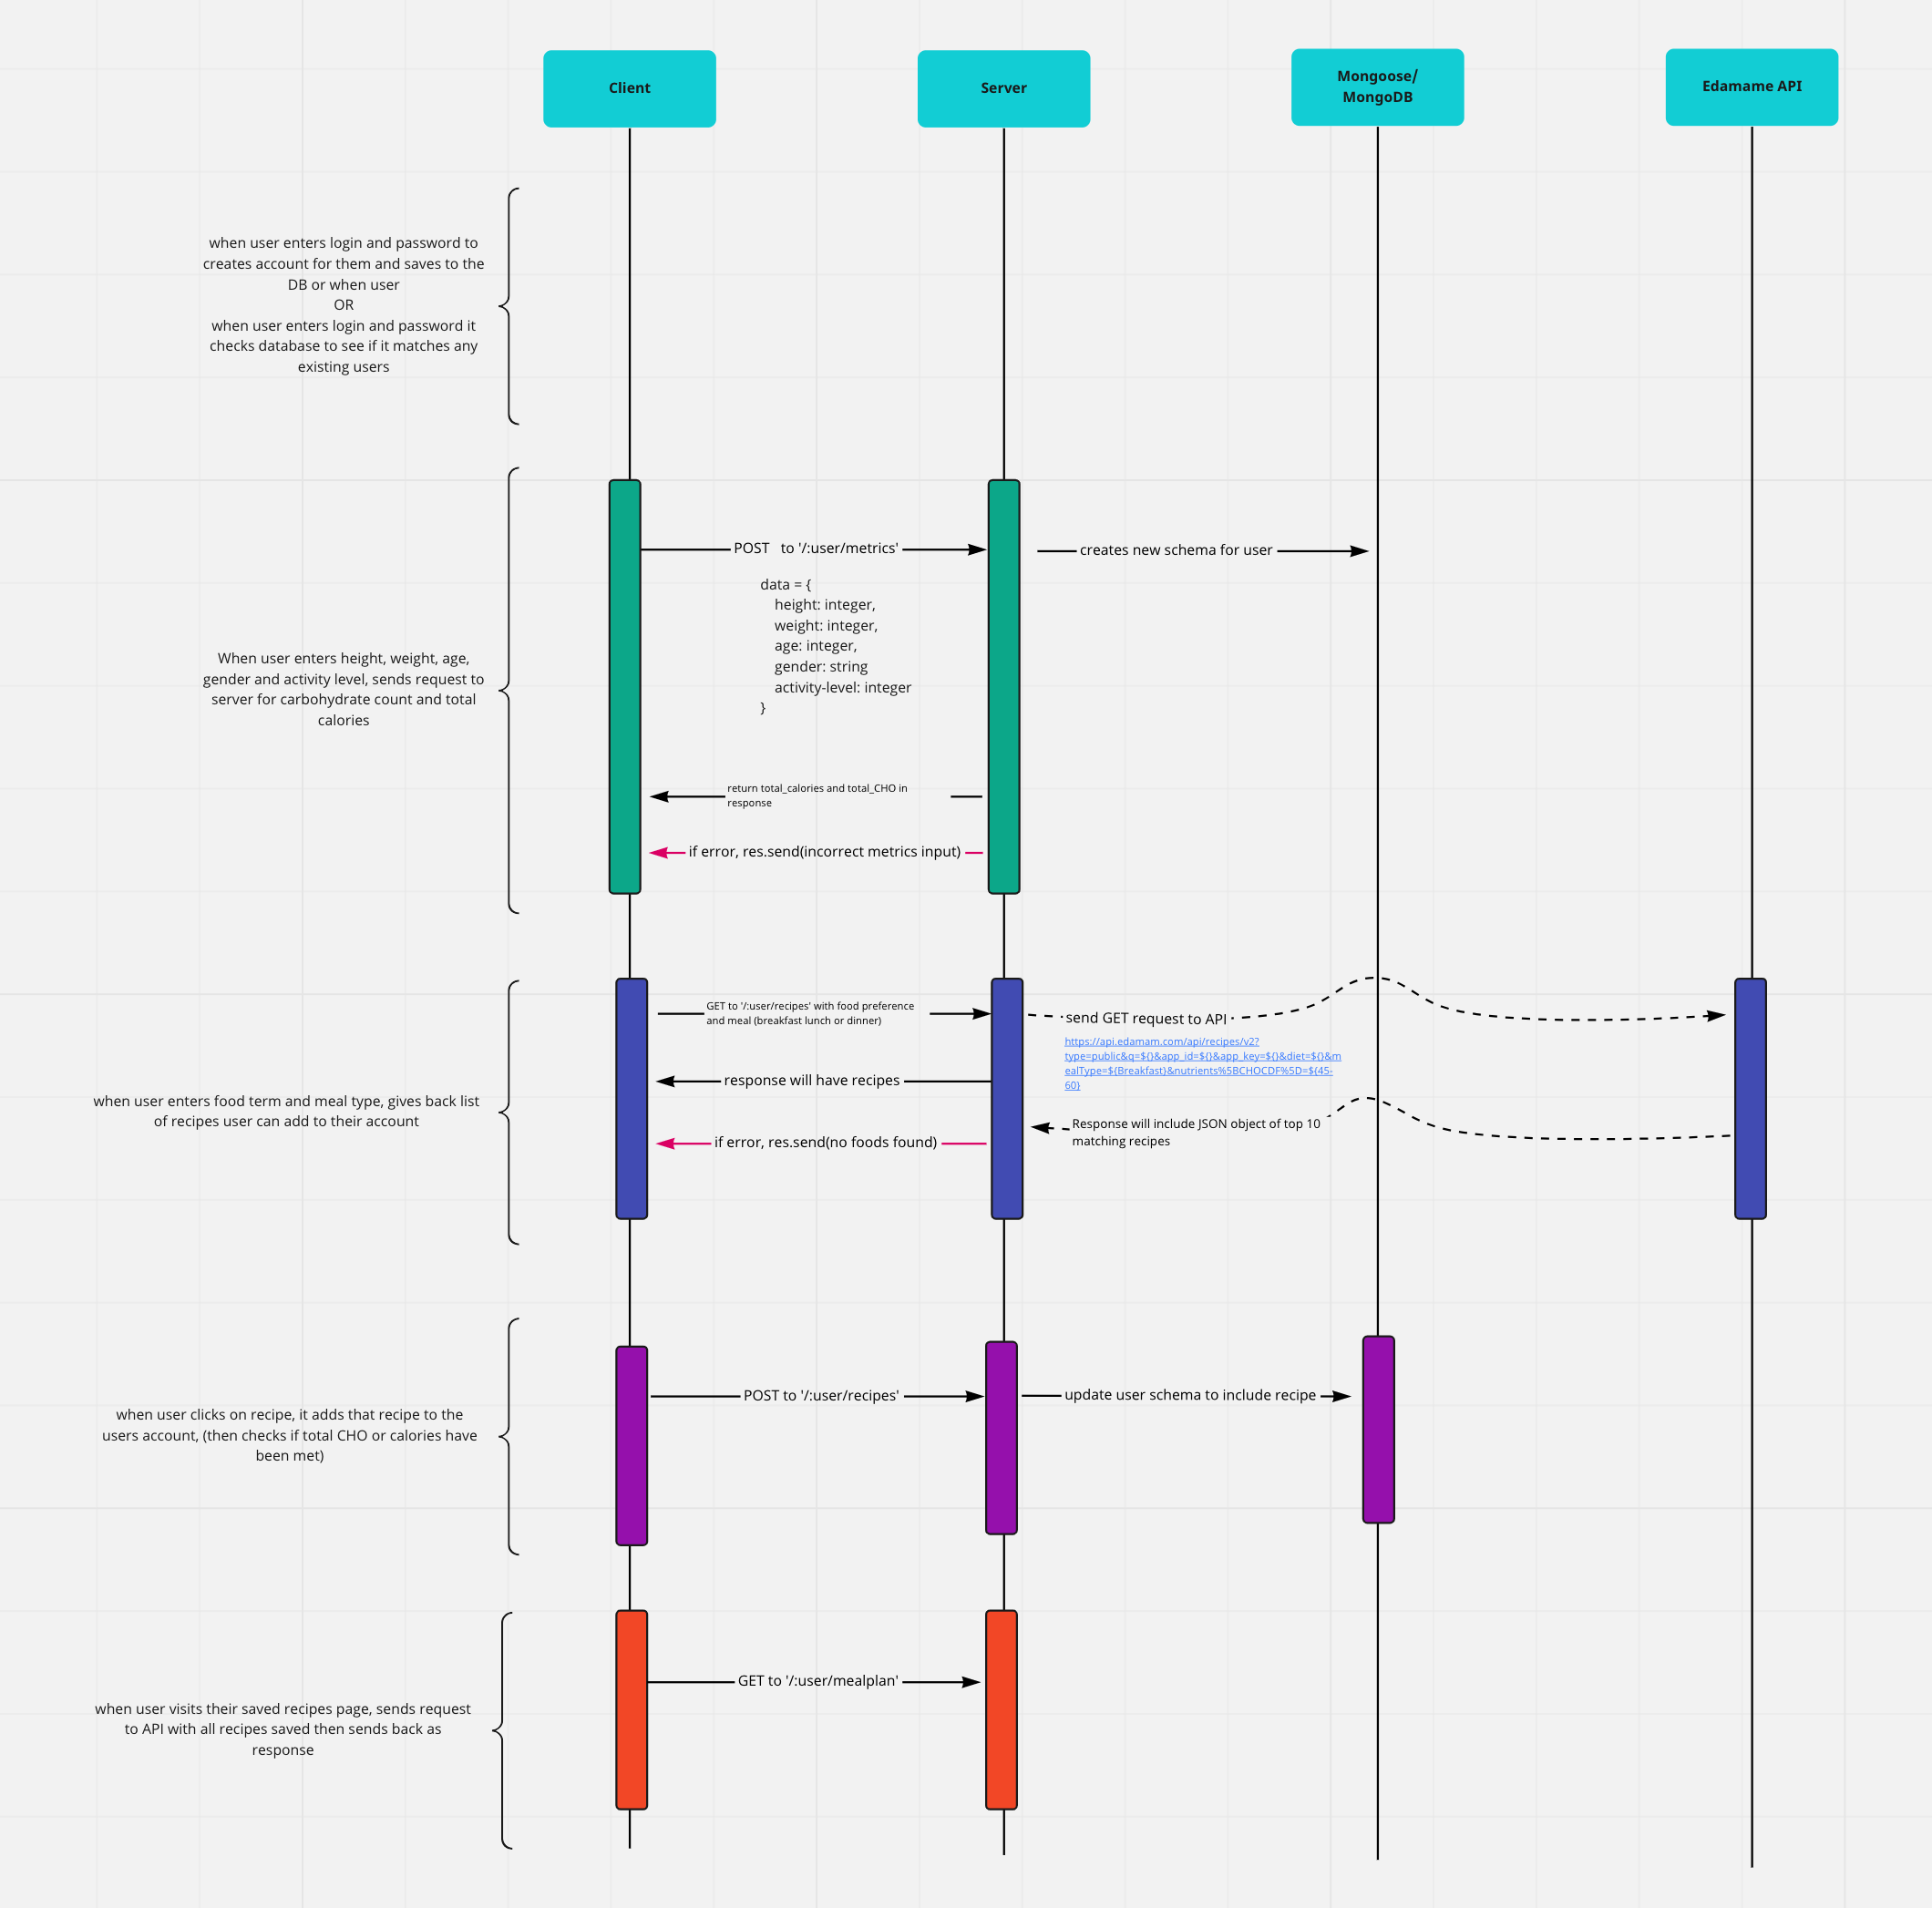 Client
Server
Mongoose/
MongoDB
Edamame API
when user enters login and password to
creates account for them and saves to the
DB or when user
OR
when user enters login and password it
checks database to see if it matches any
existing users
When user enters height, weight, age,
gender and activity level, sends request to
server for carbohydrate count and total
calories
POST   to '/:user/metrics'
creates new schema for user
data = {
height: integer,
weight: integer,
age: integer,
gender: string
activity-level: integer
}
return total_calories and total_CHO in
response
if error, res.send(incorrect metrics input)
when user enters food term and meal type, gives back list
of recipes user can add to their account
GET to '/:user/recipes' with food preference
and meal (breakfast lunch or dinner)
send GET request to API
https://api.edamam.com/api/recipes/v2?
type=public&q=${}&app_id=${}&app_key=${}&diet=${}&m
ealType=${Breakfast}&nutrients%5BCHOCDF%5D=${45-
60}
response will have recipes
Response will include JSON object of top 10
matching recipes
if error, res.send(no foods found)
when user clicks on recipe, it adds that recipe to the
users account, (then checks if total CHO or calories have
been met)
POST to '/:user/recipes'
update user schema to include recipe
when user visits their saved recipes page, sends request
to API with all recipes saved then sends back as
response
GET to '/:user/mealplan'